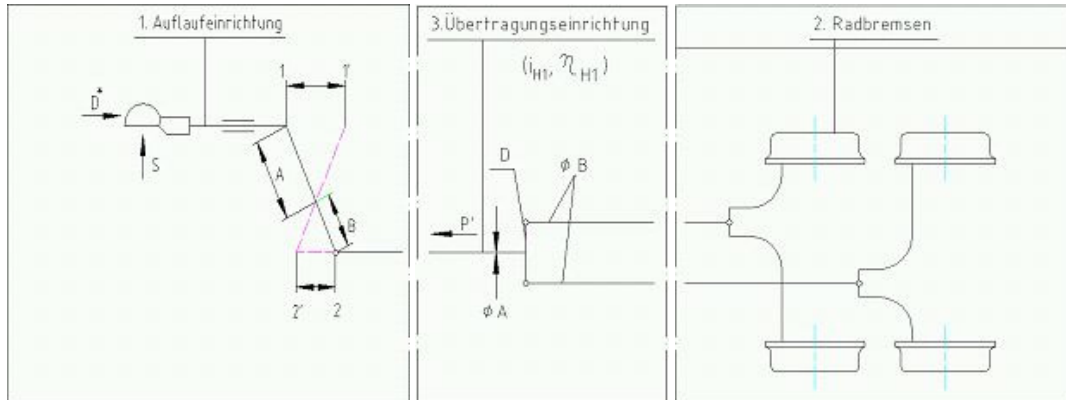 1. Auflaufeinrichtung
1
1'
D*
A
S
B
2'
2
3.Übertragungseinrichtung
(iH1, ηH1)
D
ϕ B
P'
ϕ A
2. Radbremsen